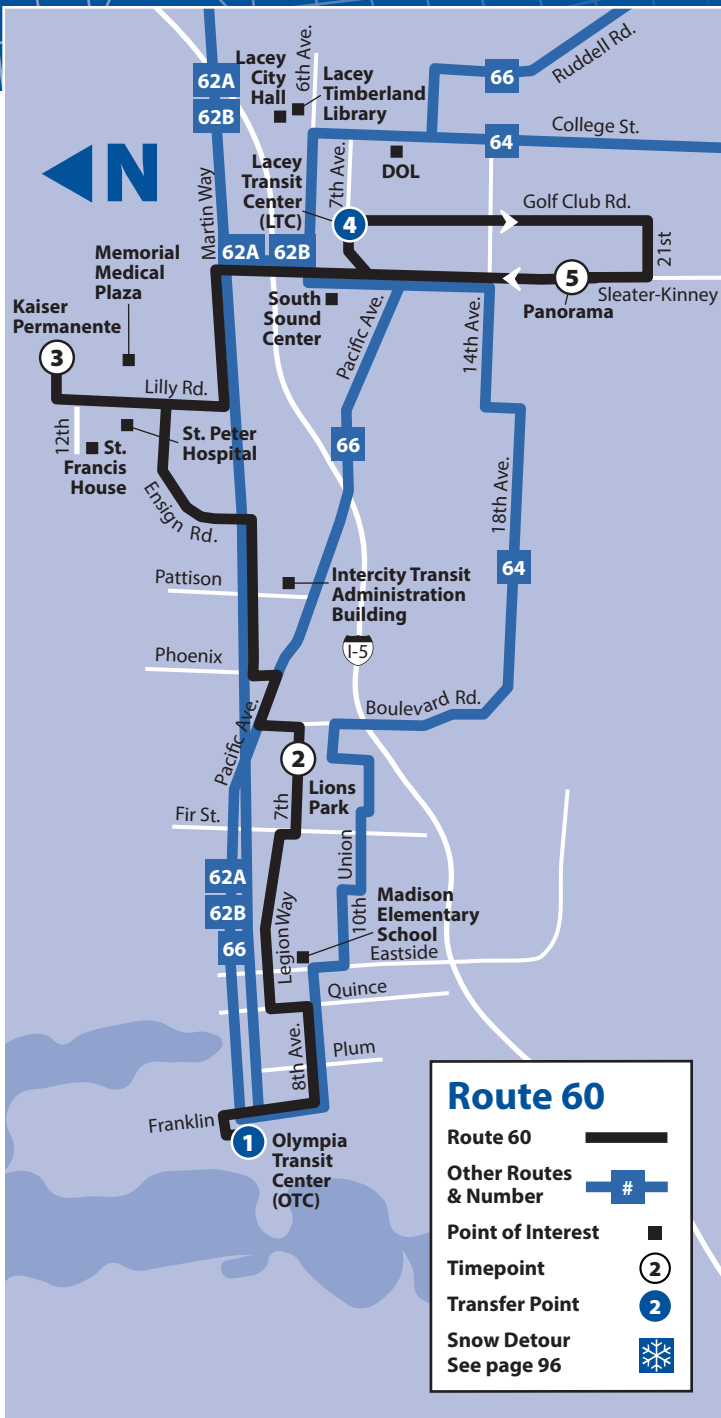 62A
62B
Lacey
City
Hall
6th Ave.
Lacey
Timberland
Library
66
Ruddell Rd.
College St.
64
N
Martin Way
Lacey
Transit
Center
(LTC)
7th Ave.
DOL
4
Golf Club Rd.
21st
62A
62B
Memorial
Medical
Plaza
Kaiser
Permanente
3
South
Sound
Center
Pacific Ave.
14th Ave.
5
Panorama
Sleater-Kinney
Lilly Rd.
12th
St.
Francis
House
St. Peter
Hospital
66
Ensign Rd.
18th Ave.
64
Pattison
Intercity Transit
Administration
Building
I-5
Phoenix
Pacific Ave.
Boulevard Rd.
2
Lions
Park
7th
Fir St.
Union
10th
62A
62B
66
Legion Way
Madison
Elementary
School
Eastside
Quince
8th Ave.
Plum
Franklin
1
Olympia
Transit
Center
(OTC)
Route 60
Route 60
Other Routes
& Number
#
Point of Interest
Timepoint
2
Transfer Point
2
Snow Detour
See page 96